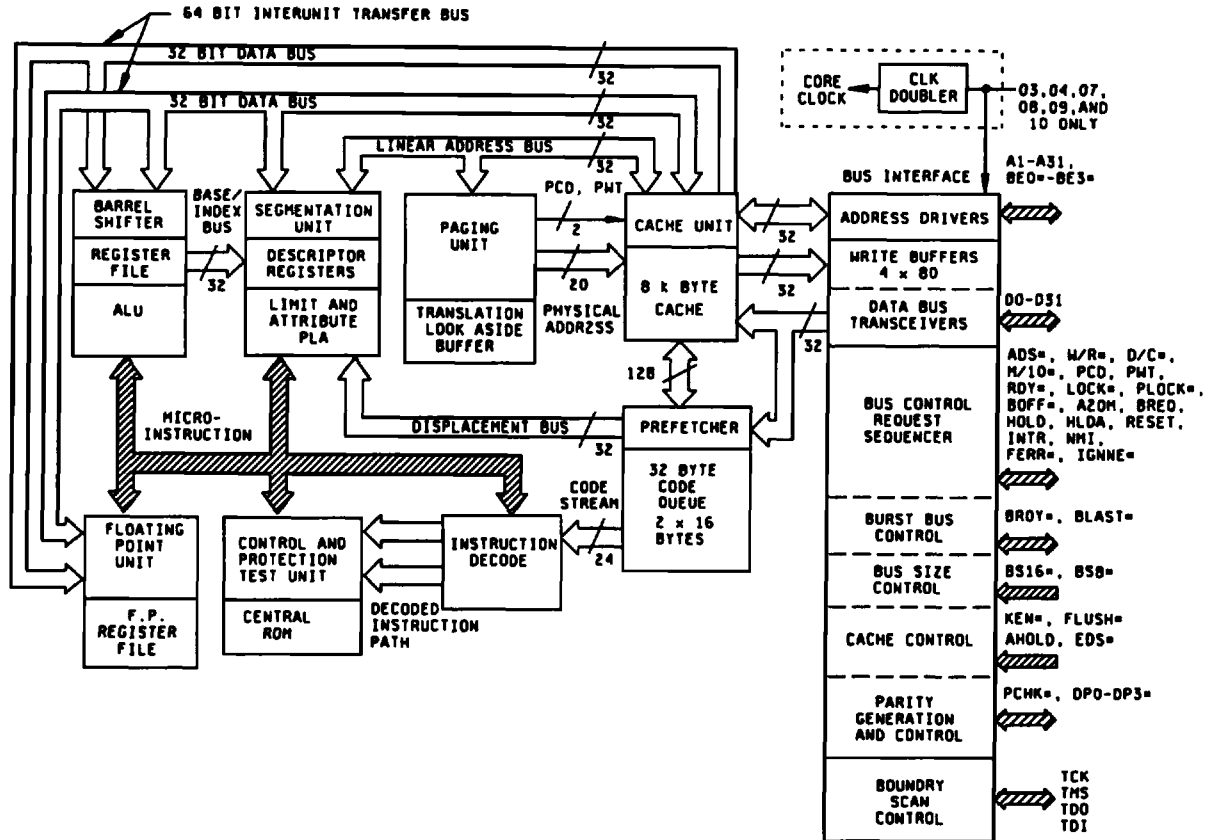 64 BIT INTERUNIT TRANSFER BUS
32 BIT DATA BUS
32
32 BIT DATA BUS
32
LINEAR ADDRESS BUS
32
CORE
CLOCK
CLK
DOUBLER
03,04,07,
08,09,AND
10 ONLY
BARREL
SHIFTER
REGISTER
FILE
ALU
BASE/
INDEX
BUS
32
SEGMENTATION
UNIT
DESCRIPTOR
REGISTERS
LIMIT AND
ATTRIBUTE
PLA
PAGING
UNIT
TRANSLATION
LOOK ASIDE
BUFFER
PCD, PWT
2
20
PHYSICAL
ADDRSS
CACHE UNIT
8 k BYTE
CACHE
32
32
32
128
BUS INTERFACE
ADDRESS DRIVERS
A1-A31,
BE0=-BE3=
WRITE BUFFERS
4 x 80
DATA BUS
TRANSCEIVERS
D0-D31
BUS CONTROL
REQUEST
SEQUENCER
ADS=, W/R=, D/C=,
M/IO=, PCD, PWT,
RDY=, LOCK=, PLOCK=,
BOFF=, A20M, BREQ,
HOLD, HLDA, RESET,
INTR, NMI,
FERR=, IGNNE=
BURST BUS
CONTROL
BRDY=, BLAST=
BUS SIZE
CONTROL
BS16=, BS8=
CACHE CONTROL
KEN=, FLUSH=
AHOLD, EDS=
PARITY
GENERATION
AND CONTROL
PCHK=, DP0-DP3=
BOUNDRY
SCAN
CONTROL
TCK
TMS
TDO
TDI
MICRO-
INSTRUCTION
DISPLACEMENT BUS
32
PREFETCHER
32 BYTE
CODE
QUEUE
2 x 16
BYTES
CODE
STREAM
24
FLOATING
POINT
UNIT
F.P.
REGISTER
FILE
CONTROL AND
PROTECTION
TEST UNIT
CENTRAL
ROM
INSTRUCTION
DECODE
DECODED
INSTRUCTION
PATH